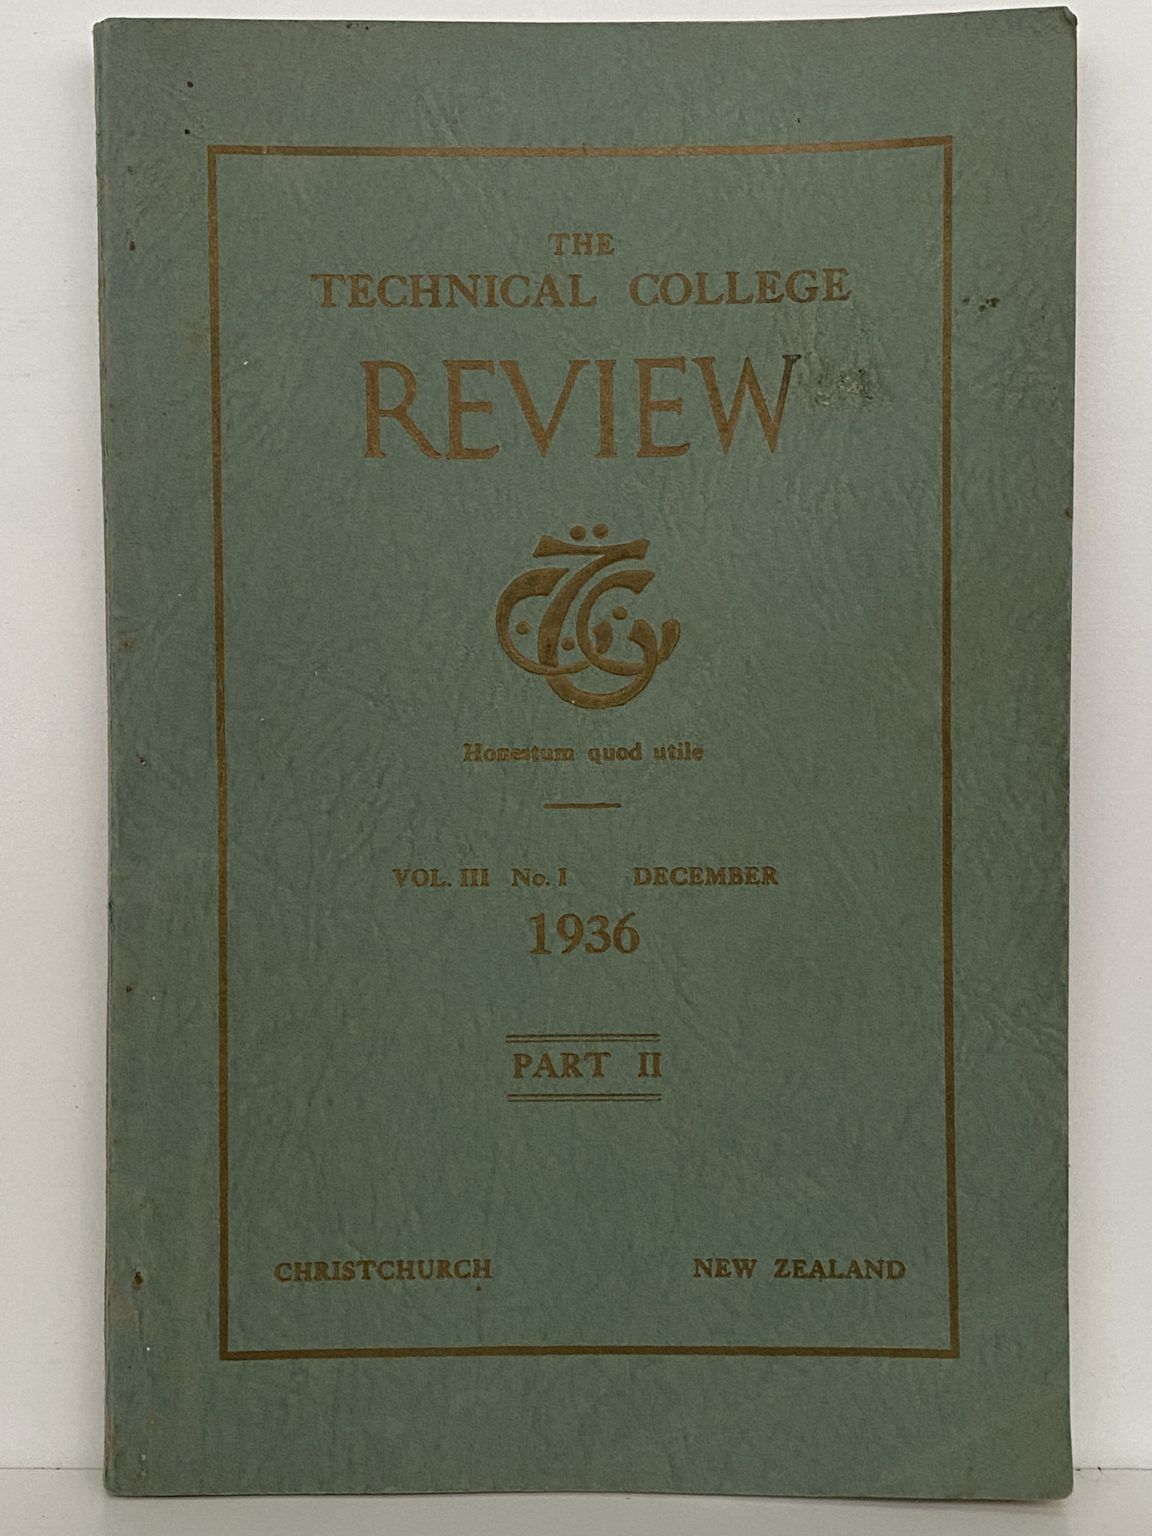 THE
TECHNICAL COLLEGE
REVIEW
Honestum quod utile
VOL. III No. I DECEMBER
1936
PART II
CHRISTCHURCH NEW ZEALAND